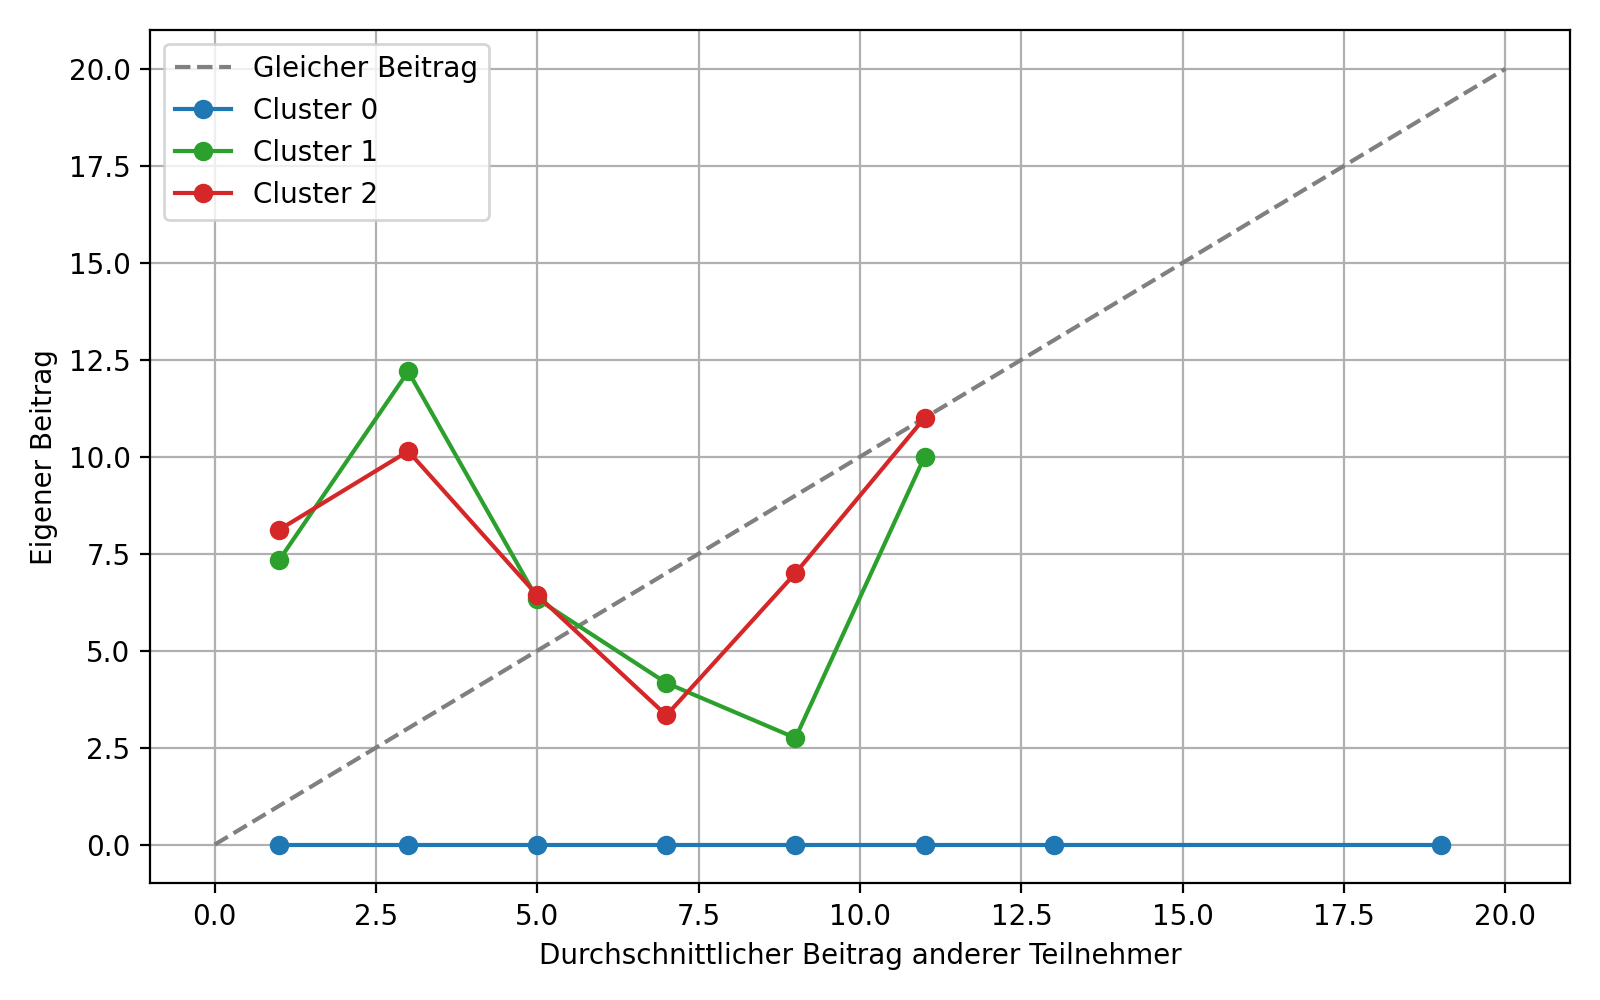 Gleicher Beitrag
Cluster 0
Cluster 1
Cluster 2
Eigener Beitrag
20.0
17.5
15.0
12.5
10.0
7.5
5.0
2.5
0.0
0.0 2.5 5.0 7.5 10.0 12.5 15.0 17.5 20.0
Durchschnittlicher Beitrag anderer Teilnehmer